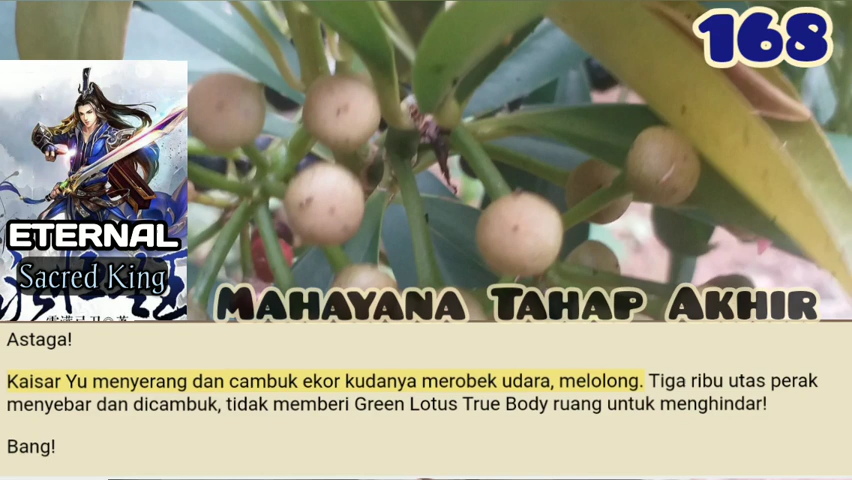 168
ETERNAL
Sacred King
MAHAYANA TAHAP AKHIR
Astaga!
Kaisar Yu menyerang dan cambuk ekor kudanya merobek udara, melolong. Tiga ribu utas perak
menyebar dan dicambuk, tidak memberi Green Lotus True Body ruang untuk menghindar!
Bang!